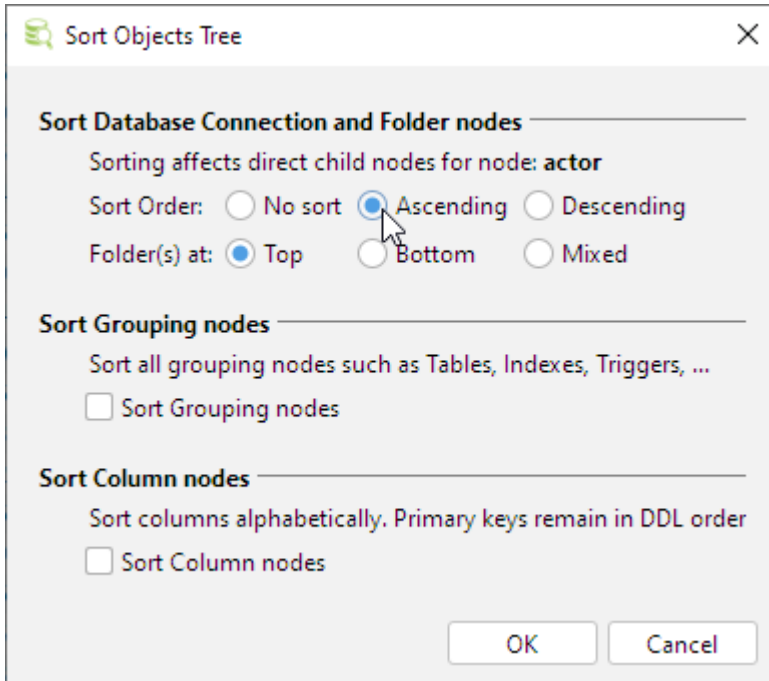 Sort Objects Tree
Sort Database Connection and Folder nodes
Sorting affects direct child nodes for node: actor
Sort Order: No sort Ascending Descending
Folder(s) at: Top Bottom Mixed
Sort Grouping nodes
Sort all grouping nodes such as Tables, Indexes, Triggers, ...
Sort Grouping nodes
Sort Column nodes
Sort columns alphabetically. Primary keys remain in DDL order
Sort Column nodes
OK Cancel